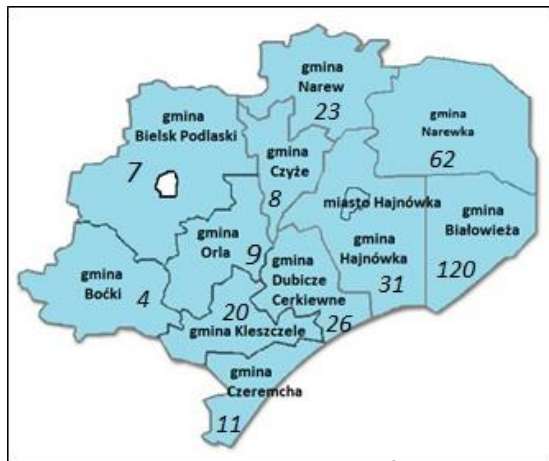 gmina
Narew
23
gmina
Bielsk Podlaski
7
gmina
Narewka
62
gmina
Czyże
8
miasto Hajnówka
gmina
Białowieża
120
gmina
Orla
9
gmina
Hajnówka
31
gmina
Dubicze
Cerkiewne
26
gmina
Boćki
4
20
gmina Kleszczele
gmina
Czeremcha
11